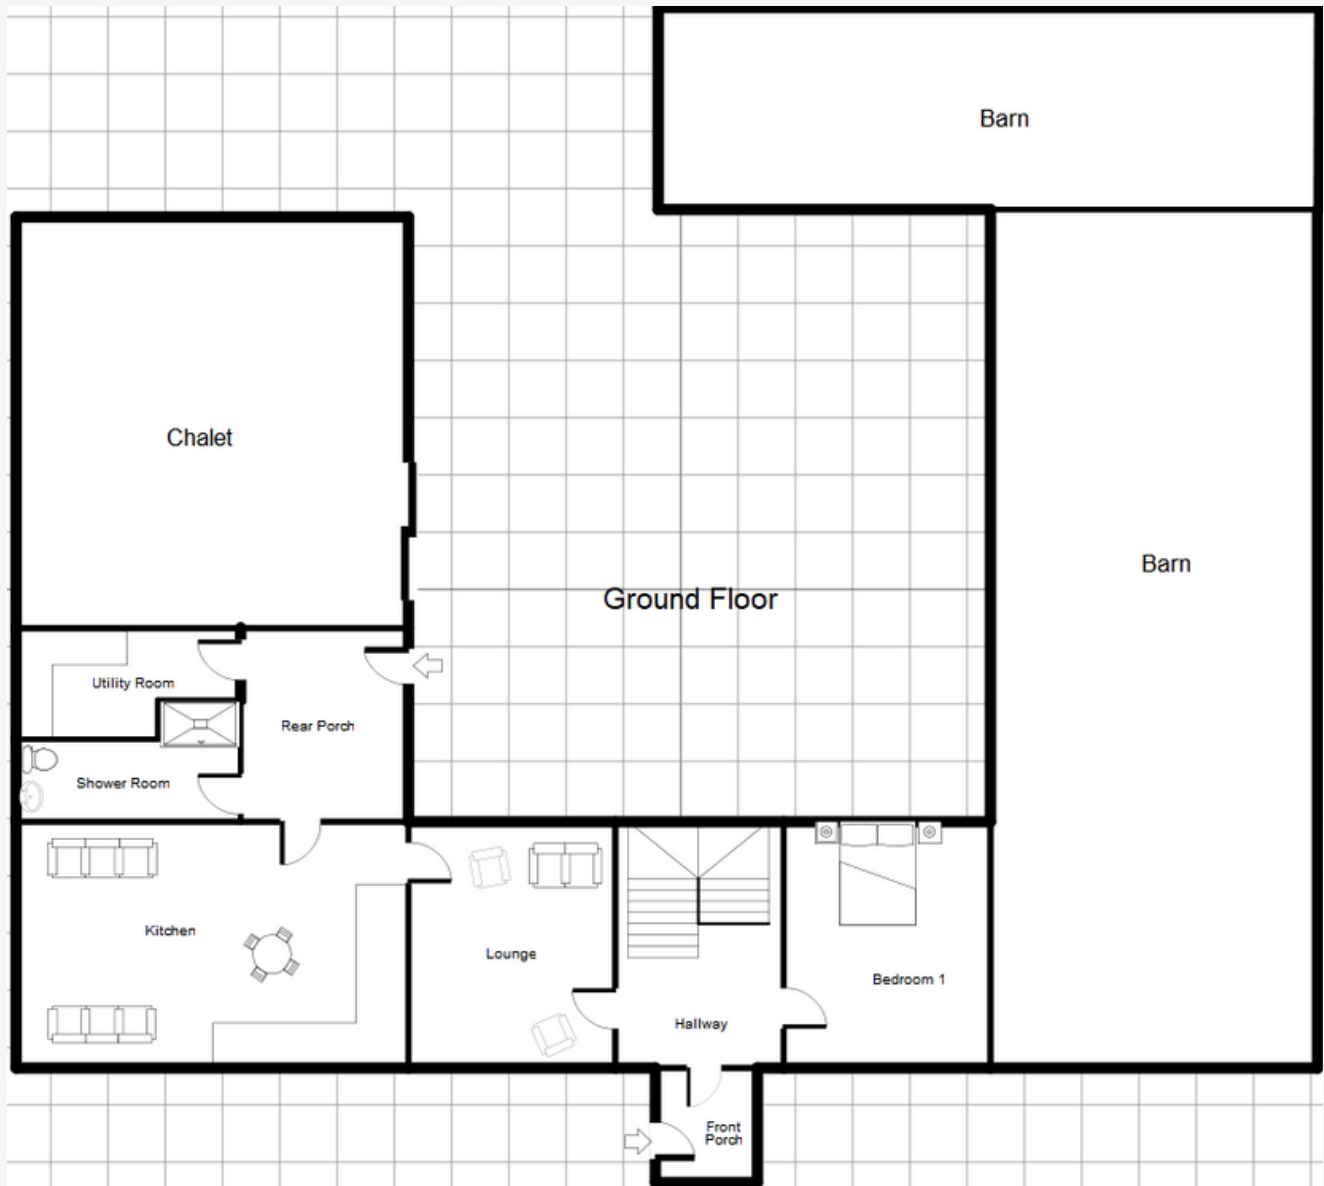 Barn
Chalet
Barn
Ground Floor
Utility Room
Rear Porch
Shower Room
Kitchen
Lounge
Bedroom 1
Hallway
Front
Porch